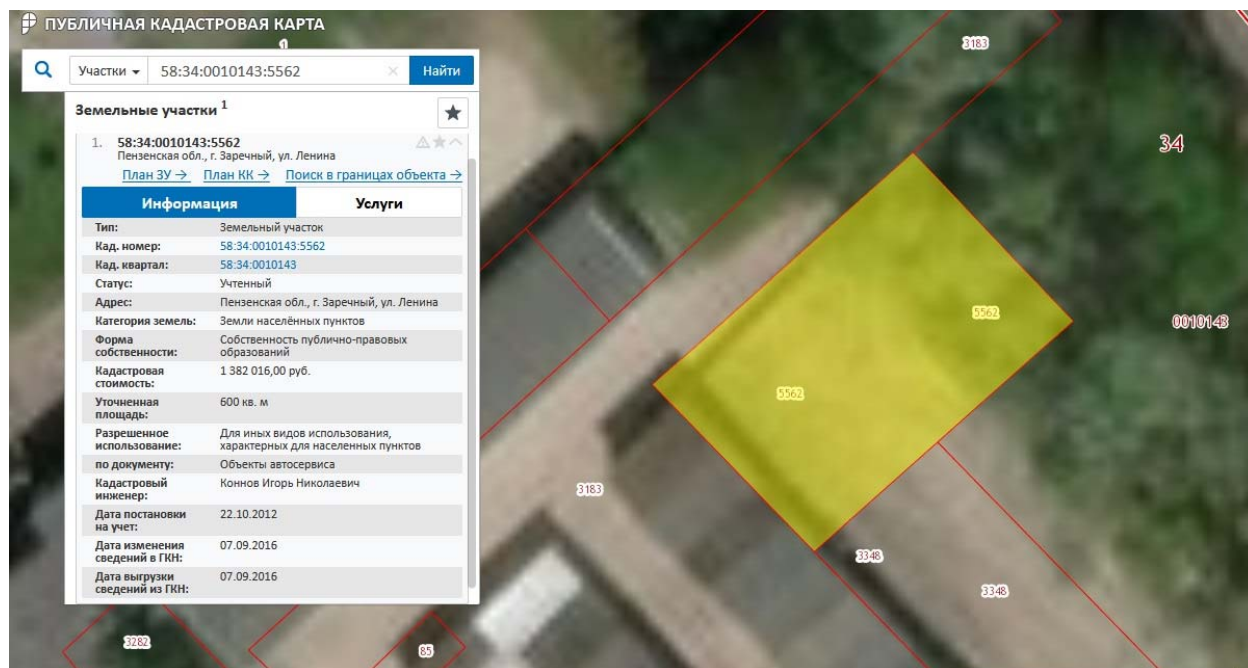 ПУБЛИЧНАЯ КАДАСТРОВАЯ КАРТА
1
Участки
58:34:0010143:5562
×
Найти
Земельные участки 1
1. 58:34:0010143:5562
Пензенская обл., г. Заречный, ул. Ленина
План ЗУ → План КК → Поиск в границах объекта →
Информация Услуги
Тип: Земельный участок
Кад. номер: 58:34:0010143:5562
Кад. квартал: 58:34:0010143
Статус: Учтенный
Адрес: Пензенская обл., г. Заречный, ул. Ленина
Категория земель: Земли населённых пунктов
Форма Собственность публично-правовых
собственности: образований
Кадастровая 1 382 016,00 руб.
стоимость:
Уточненная 600 кв. м
площадь:
Разрешенное Для иных видов использования,
использование: характерных для населенных пунктов
по документу: Объекты автосервиса
Кадастровый Коннов Игорь Николаевич
инженер:
Дата постановки 22.10.2012
на учет:
Дата изменения 07.09.2016
сведений в ГКН:
Дата выгрузки 07.09.2016
сведений из ГКН:
3183
34
5562
0010143
5562
3183
3348
3348
3282
85